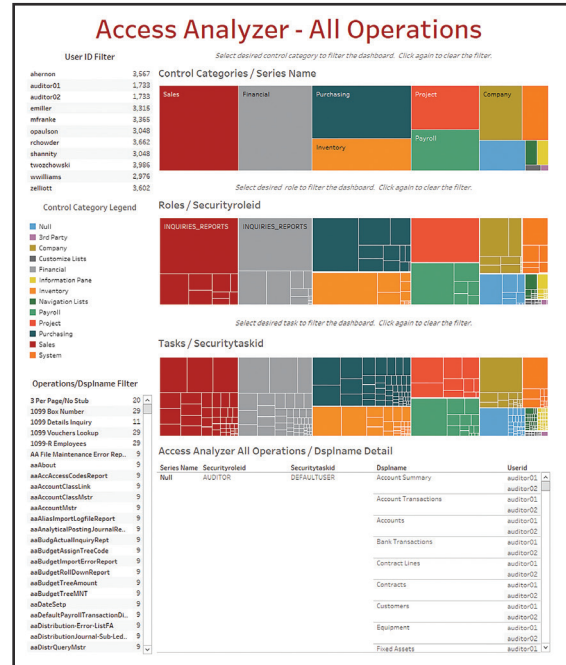 Access Analyzer - All Operations
User ID Filter
ahernon 3,567
auditor01 1,733
auditor02 1,733
emiller 3,315
mfranke 3,365
opaulson 3,048
rchowder 3,662
shannity 3,048
twozchowski 3,986
wwilliams 2,976
zelliott 3,602
Control Category Legend
Null
3rd Party
Company
Customize Lists
Financial
Information Pane
Inventory
Navigation Lists
Payroll
Project
Purchasing
Sales
System
Operations/Dsplname Filter
3 Per Page/No Stub 20
1099 Box Number 29
1099 Details Inquiry 11
1099 Vouchers Lookup 29
1099-R Employees 29
AA File Maintenance Error Rep.. 9
aaAbout 9
aaAccAccessCodesReport 9
aaAccountClassLink 9
aaAccountClassMstr 9
aaAccountMstr 9
aaAliasImportLogfileReport 9
aaAnalyticalPostingJournalRe.. 9
aaBudgActualInquiryRept 9
aaBudgetAssignTreeCode 9
aaBudgetImportErrorReport 9
aaBudgetRollDownReport 9
aaBudgetTreeAmount 9
aaBudgetTreeMNT 9
aaDateSetp 9
aaDefaultPayrollTransactionDi.. 9
aaDistribution-Error-ListFA 9
aaDistributionJournal-Sub-Led.. 9
aaDistrQueryMstr 9
Select desired control category to filter the dashboard. Click again to clear the filter.
Control Categories / Series Name
Sales
Financial
Purchasing
Project
Company
Inventory
Payroll
Select desired role to filter the dashboard. Click again to clear the filter.
Roles / Securityroleid
INQUIRIES_REPORTS
INQUIRIES_REPORTS
Select desired task to filter the dashboard. Click again to clear the filter.
Tasks / Securitytaskid
Access Analyzer All Operations / Dsplname Detail
Series Name Securityroleid Securitytaskid Dsplname Userid
Null AUDITOR DEFAULTUSER Account Summary auditor01
auditor02
Account Transactions auditor01
auditor02
Accounts auditor01
auditor02
Bank Transactions auditor01
auditor02
Contract Lines auditor01
auditor02
Contracts auditor01
auditor02
Customers auditor01
auditor02
Equipment auditor01
auditor02
Fixed Assets auditor01